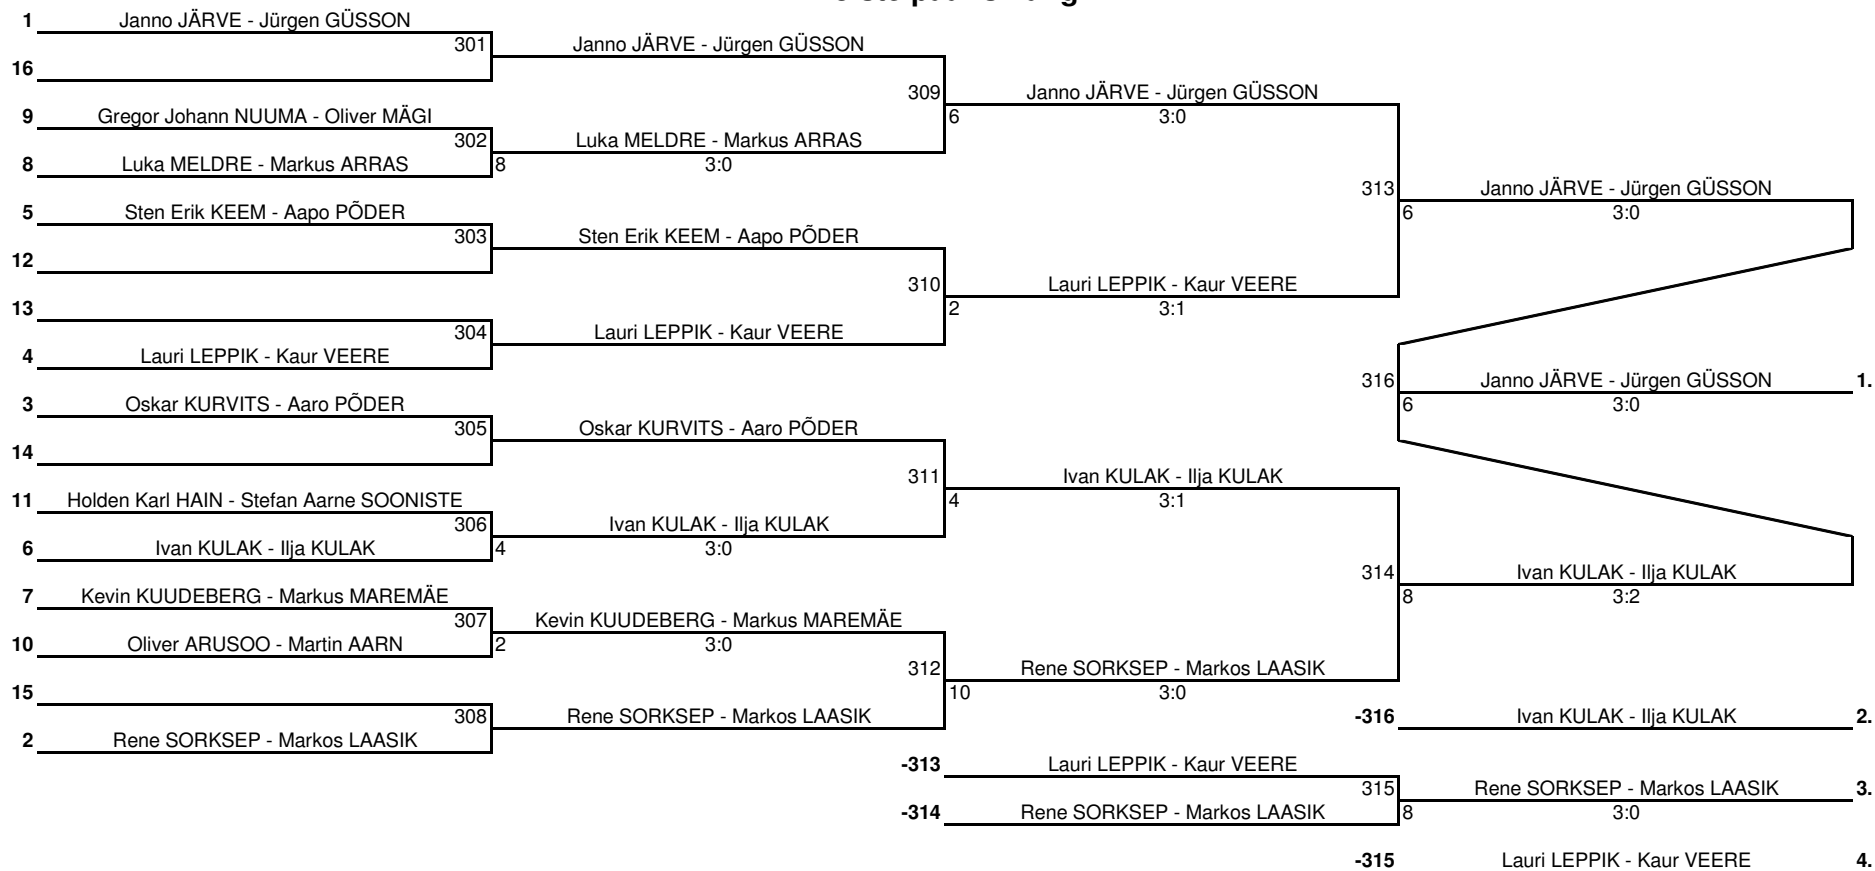 1 Janno JÄRVE - Jürgen GÜSSON
301 Janno JÄRVE - Jürgen GÜSSON
16
309 Janno JÄRVE - Jürgen GÜSSON
9 Gregor Johann NUUMA - Oliver MÄGI 6 3:0
302 Luka MELDRE - Markus ARRAS
8 Luka MELDRE - Markus ARRAS 8 3:0
313 Janno JÄRVE - Jürgen GÜSSON
5 Sten Erik KEEM - Aapo PÕDER 6 3:0
303 Sten Erik KEEM - Aapo PÕDER
12
310 Lauri LEPPIK - Kaur VEERE
13 2 3:1
304 Lauri LEPPIK - Kaur VEERE
4 Lauri LEPPIK - Kaur VEERE
316 Janno JÄRVE - Jürgen GÜSSON 1.
3 Oskar KURVITS - Aaro PÕDER 6 3:0
305 Oskar KURVITS - Aaro PÕDER
14
311 Ivan KULAK - Ilja KULAK
11 Holden Karl HAIN - Stefan Aarne SOONISTE 4 3:1
306 Ivan KULAK - Ilja KULAK
6 Ivan KULAK - Ilja KULAK 4 3:0
314 Ivan KULAK - Ilja KULAK
7 Kevin KUUDEBERG - Markus MAREMÄE 8 3:2
307 Kevin KUUDEBERG - Markus MAREMÄE
10 Oliver ARUSOO - Martin AARN 2 3:0
312 Rene SORKSEP - Markos LAASIK
15 10 3:0
308 Rene SORKSEP - Markos LAASIK -316 Ivan KULAK - Ilja KULAK 2.
2 Rene SORKSEP - Markos LAASIK
-313 Lauri LEPPIK - Kaur VEERE
315 Rene SORKSEP - Markos LAASIK 3.
-314 Rene SORKSEP - Markos LAASIK 8 3:0
-315 Lauri LEPPIK - Kaur VEERE 4.